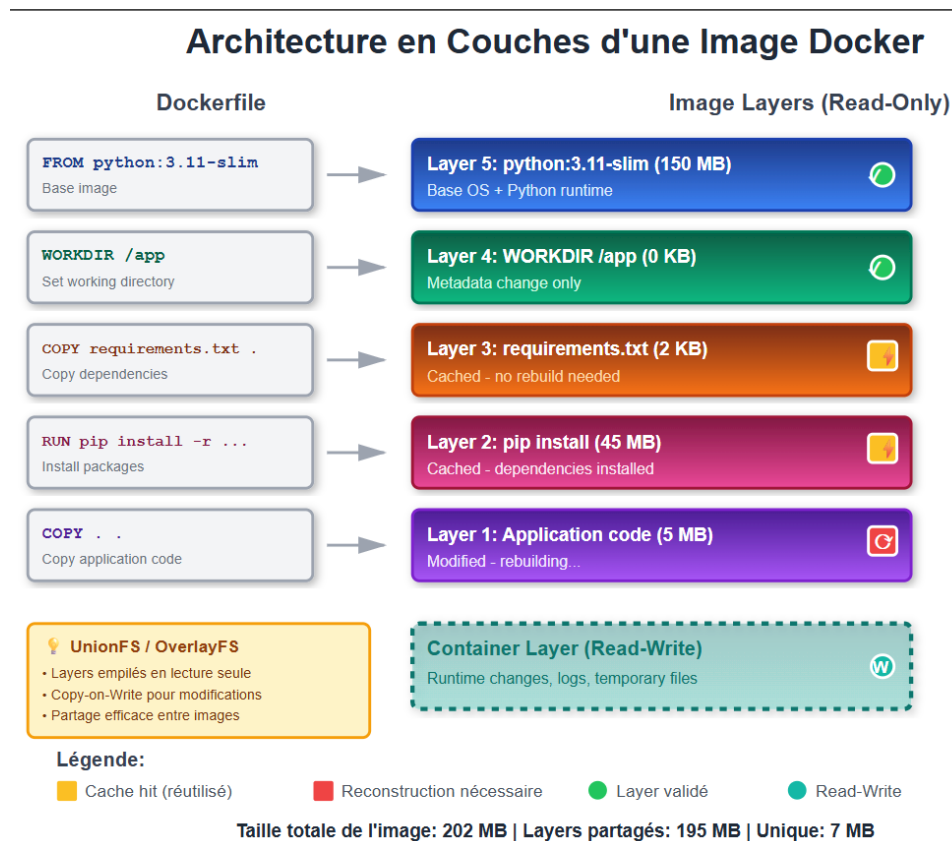 Architecture en Couches d'une Image Docker
Dockerfile
Image Layers (Read-Only)
FROM python:3.11-slim
Base image
Layer 5: python:3.11-slim (150 MB)
Base OS + Python runtime
WORKDIR /app
Set working directory
Layer 4: WORKDIR /app (0 KB)
Metadata change only
COPY requirements.txt .
Copy dependencies
Layer 3: requirements.txt (2 KB)
Cached - no rebuild needed
RUN pip install -r ...
Install packages
Layer 2: pip install (45 MB)
Cached - dependencies installed
COPY . .
Copy application code
Layer 1: Application code (5 MB)
Modified - rebuilding...
UnionFS / OverlayFS
• Layers empilés en lecture seule
• Copy-on-Write pour modifications
• Partage efficace entre images
Container Layer (Read-Write)
Runtime changes, logs, temporary files
W
Légende:
Cache hit (réutilisé)
Reconstruction nécessaire
Layer validé
Read-Write
Taille totale de l'image: 202 MB | Layers partagés: 195 MB | Unique: 7 MB